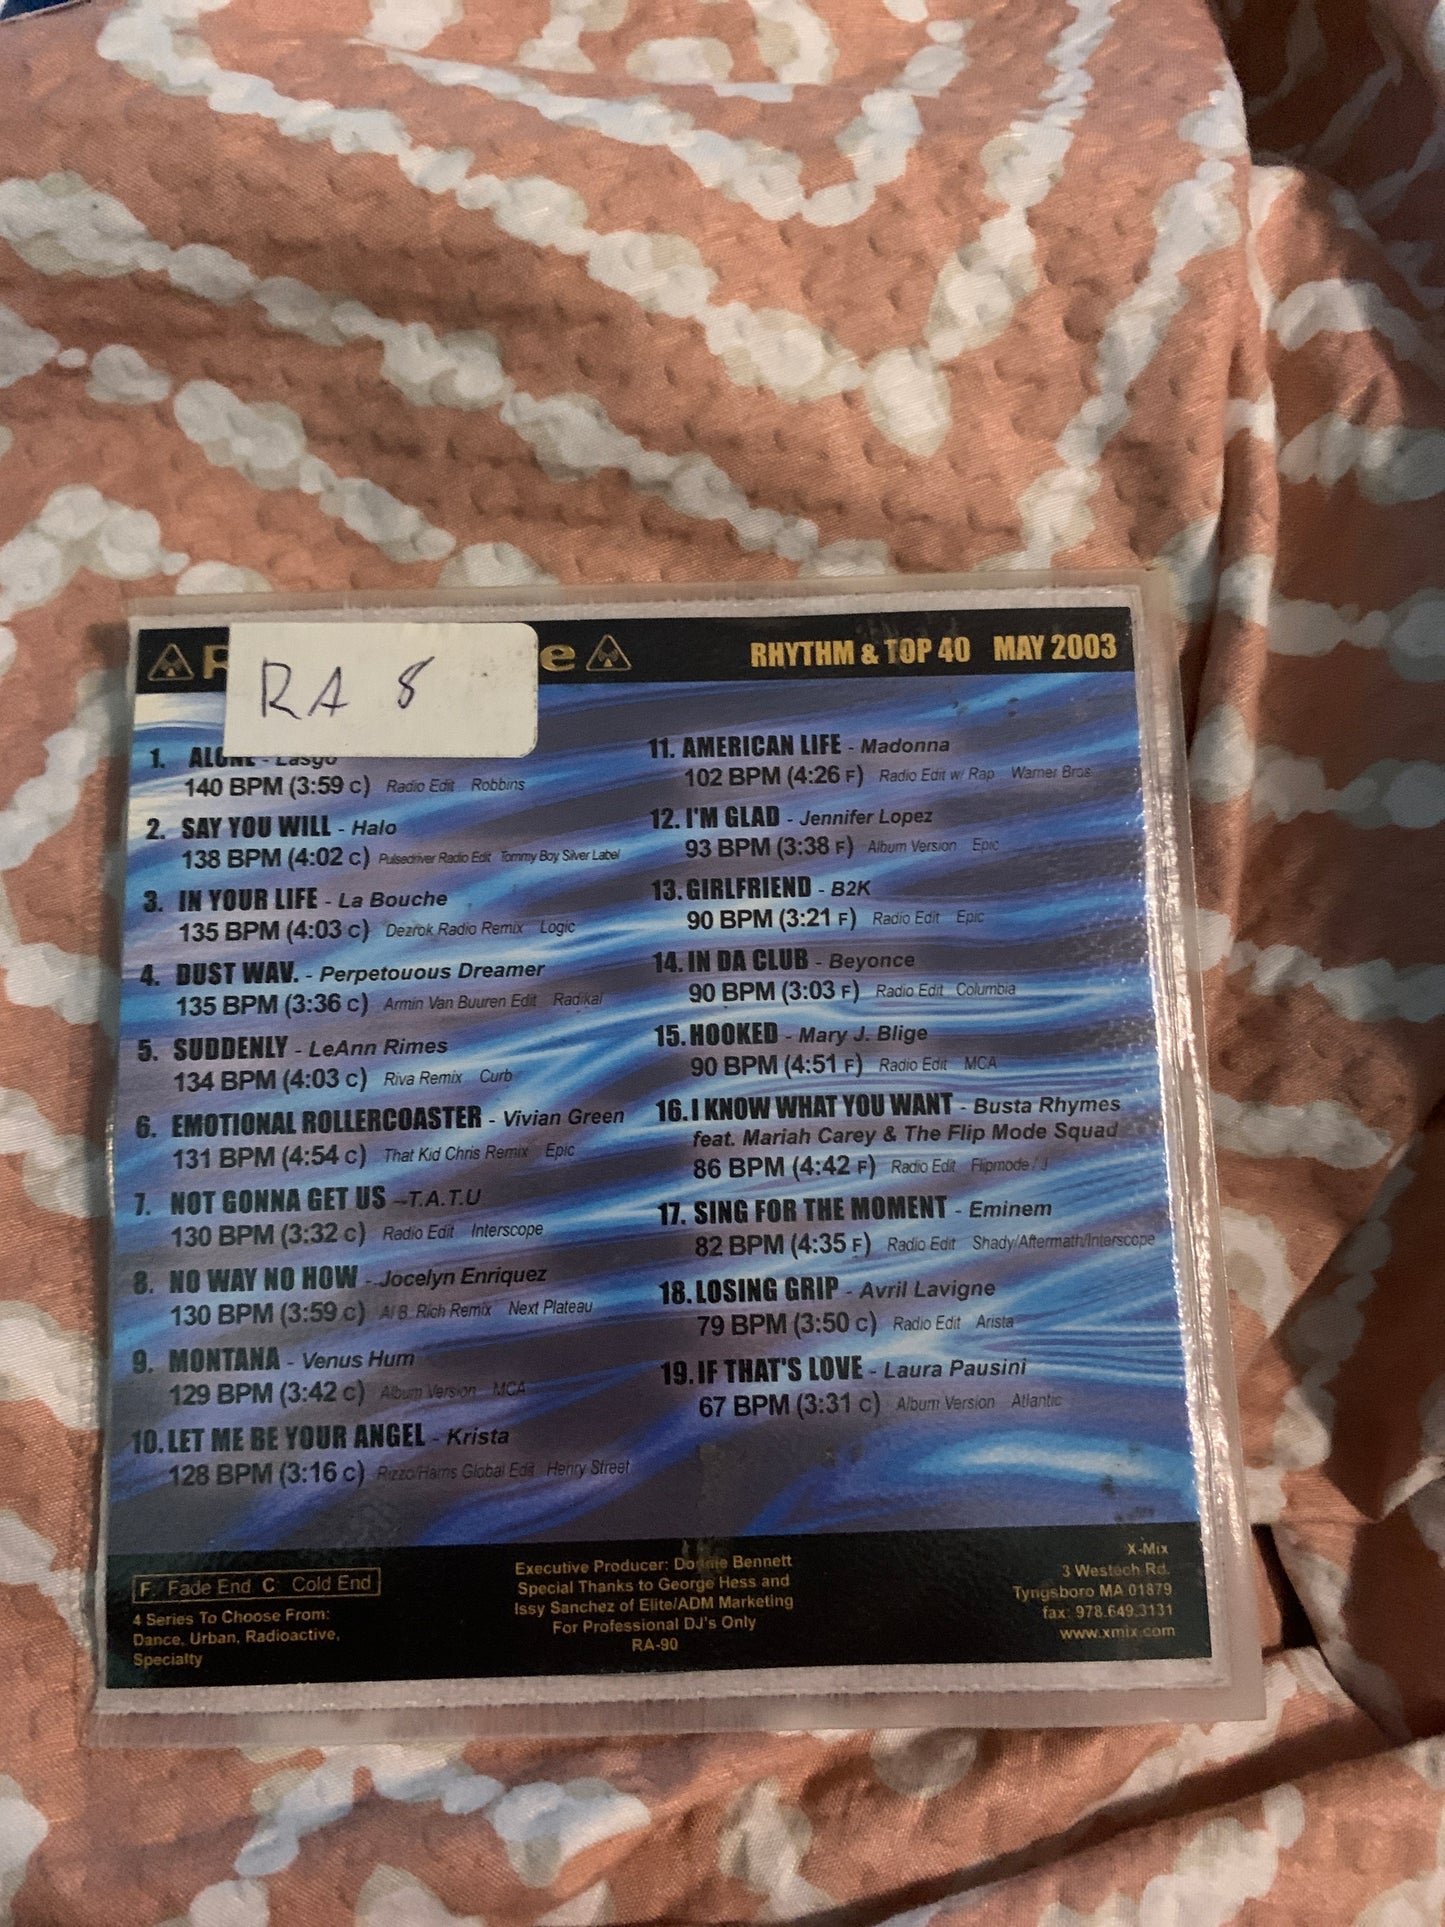 e
RHYTHM & TOP 40 MAY 2003
RA 8
1. ALONE - Lasgo
140 BPM (3:59 C) Radio Edit Robbins
2. SAY YOU WILL - Halo
138 BPM (4:02 C) Pulsedriver Radio Edit Tommy Boy Silver Label
3. IN YOUR LIFE - La Bouche
135 BPM (4:03 C) Dezrok Radio Remix Logic
4. DUST WAV. - Perpetouous Dreamer
135 BPM (3:36 C) Armin Van Buuren Edit Radikal
5. SUDDENLY - LeAnn Rimes
134 BPM (4:03 C) Riva Remix Curb
6. EMOTIONAL ROLLERCOASTER - Vivian Green
131 BPM (4:54 C) That Kid Chris Remix Epic
7. NOT GONNA GET US - T.A.T.U
130 BPM (3:32 C) Radio Edit Interscope
8. NO WAY NO HOW - Jocelyn Enriquez
130 BPM (3:59 C) Al B. Rich Remix Next Plateau
9. MONTANA - Venus Hum
129 BPM (3:42 C) Album Version MCA
10. LET ME BE YOUR ANGEL - Krista
128 BPM (3:16 C) Rizzo/Harris Global Edit Henry Street
11. AMERICAN LIFE - Madonna
102 BPM (4:26 F) Radio Edit w/ Rap Warner Bros
12. I'M GLAD - Jennifer Lopez
93 BPM (3:38 F) Album Version Epic
13. GIRLFRIEND - B2K
90 BPM (3:21 F) Radio Edit Epic
14. IN DA CLUB - Beyonce
90 BPM (3:03 F) Radio Edit Columbia
15. HOOKED - Mary J. Blige
90 BPM (4:51 F) Radio Edit MCA
16. I KNOW WHAT YOU WANT - Busta Rhymes
feat. Mariah Carey & The Flip Mode Squad
86 BPM (4:42 F) Radio Edit Flipmode / J
17. SING FOR THE MOMENT - Eminem
82 BPM (4:35 F) Radio Edit Shady/Aftermath/Interscope
18. LOSING GRIP - Avril Lavigne
79 BPM (3:50 C) Radio Edit Arista
19. IF THAT'S LOVE - Laura Pausini
67 BPM (3:31 C) Album Version Atlantic
F: Fade End C: Cold End
4 Series To Choose From:
Dance, Urban, Radioactive,
Specialty
Executive Producer: Donnie Bennett
Special Thanks to George Hess and
Issy Sanchez of Elite/ADM Marketing
For Professional DJ's Only
RA-90
X-Mix
3 Westech Rd.
Tyngsboro MA 01879
fax: 978.649.3131
www.xmix.com